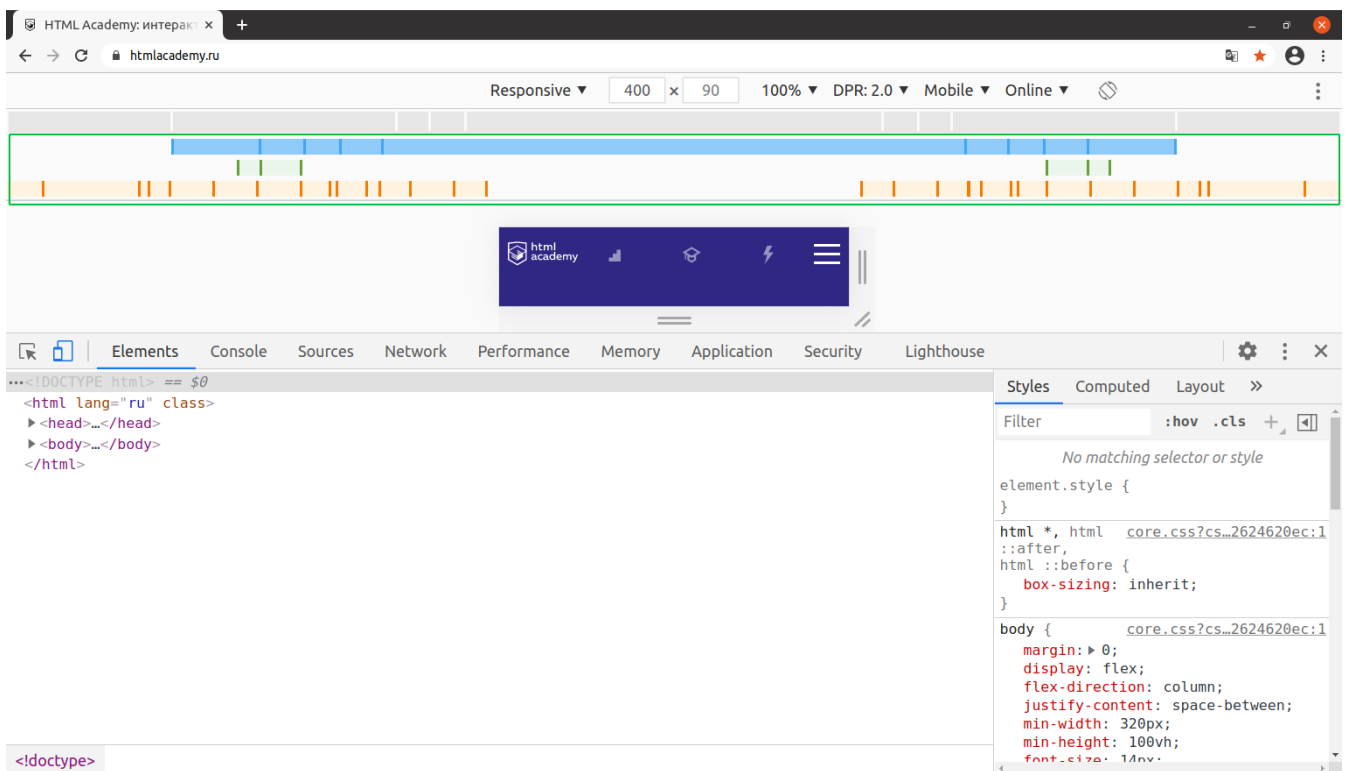 HTML Academy: интеракт × +
htmlacademy.ru
Responsive ▼ 400 × 90 100% ▼ DPR: 2.0 ▼ Mobile ▼ Online ▼
html
academy
Elements Console Sources Network Performance Memory Application Security Lighthouse
…<!DOCTYPE html> == $0
<html lang="ru" class>
▶<head>…</head>
▶<body>…</body>
</html>
<!doctype>
Styles Computed Layout »
Filter :hov .cls +
No matching selector or style
element.style {
}
html *, html core.css?cs…2624620ec:1
::after,
html ::before {
box-sizing: inherit;
}
body { core.css?cs…2624620ec:1
margin:▶ 0;
display: flex;
flex-direction: column;
justify-content: space-between;
min-width: 320px;
min-height: 100vh;
font-size: 14px;